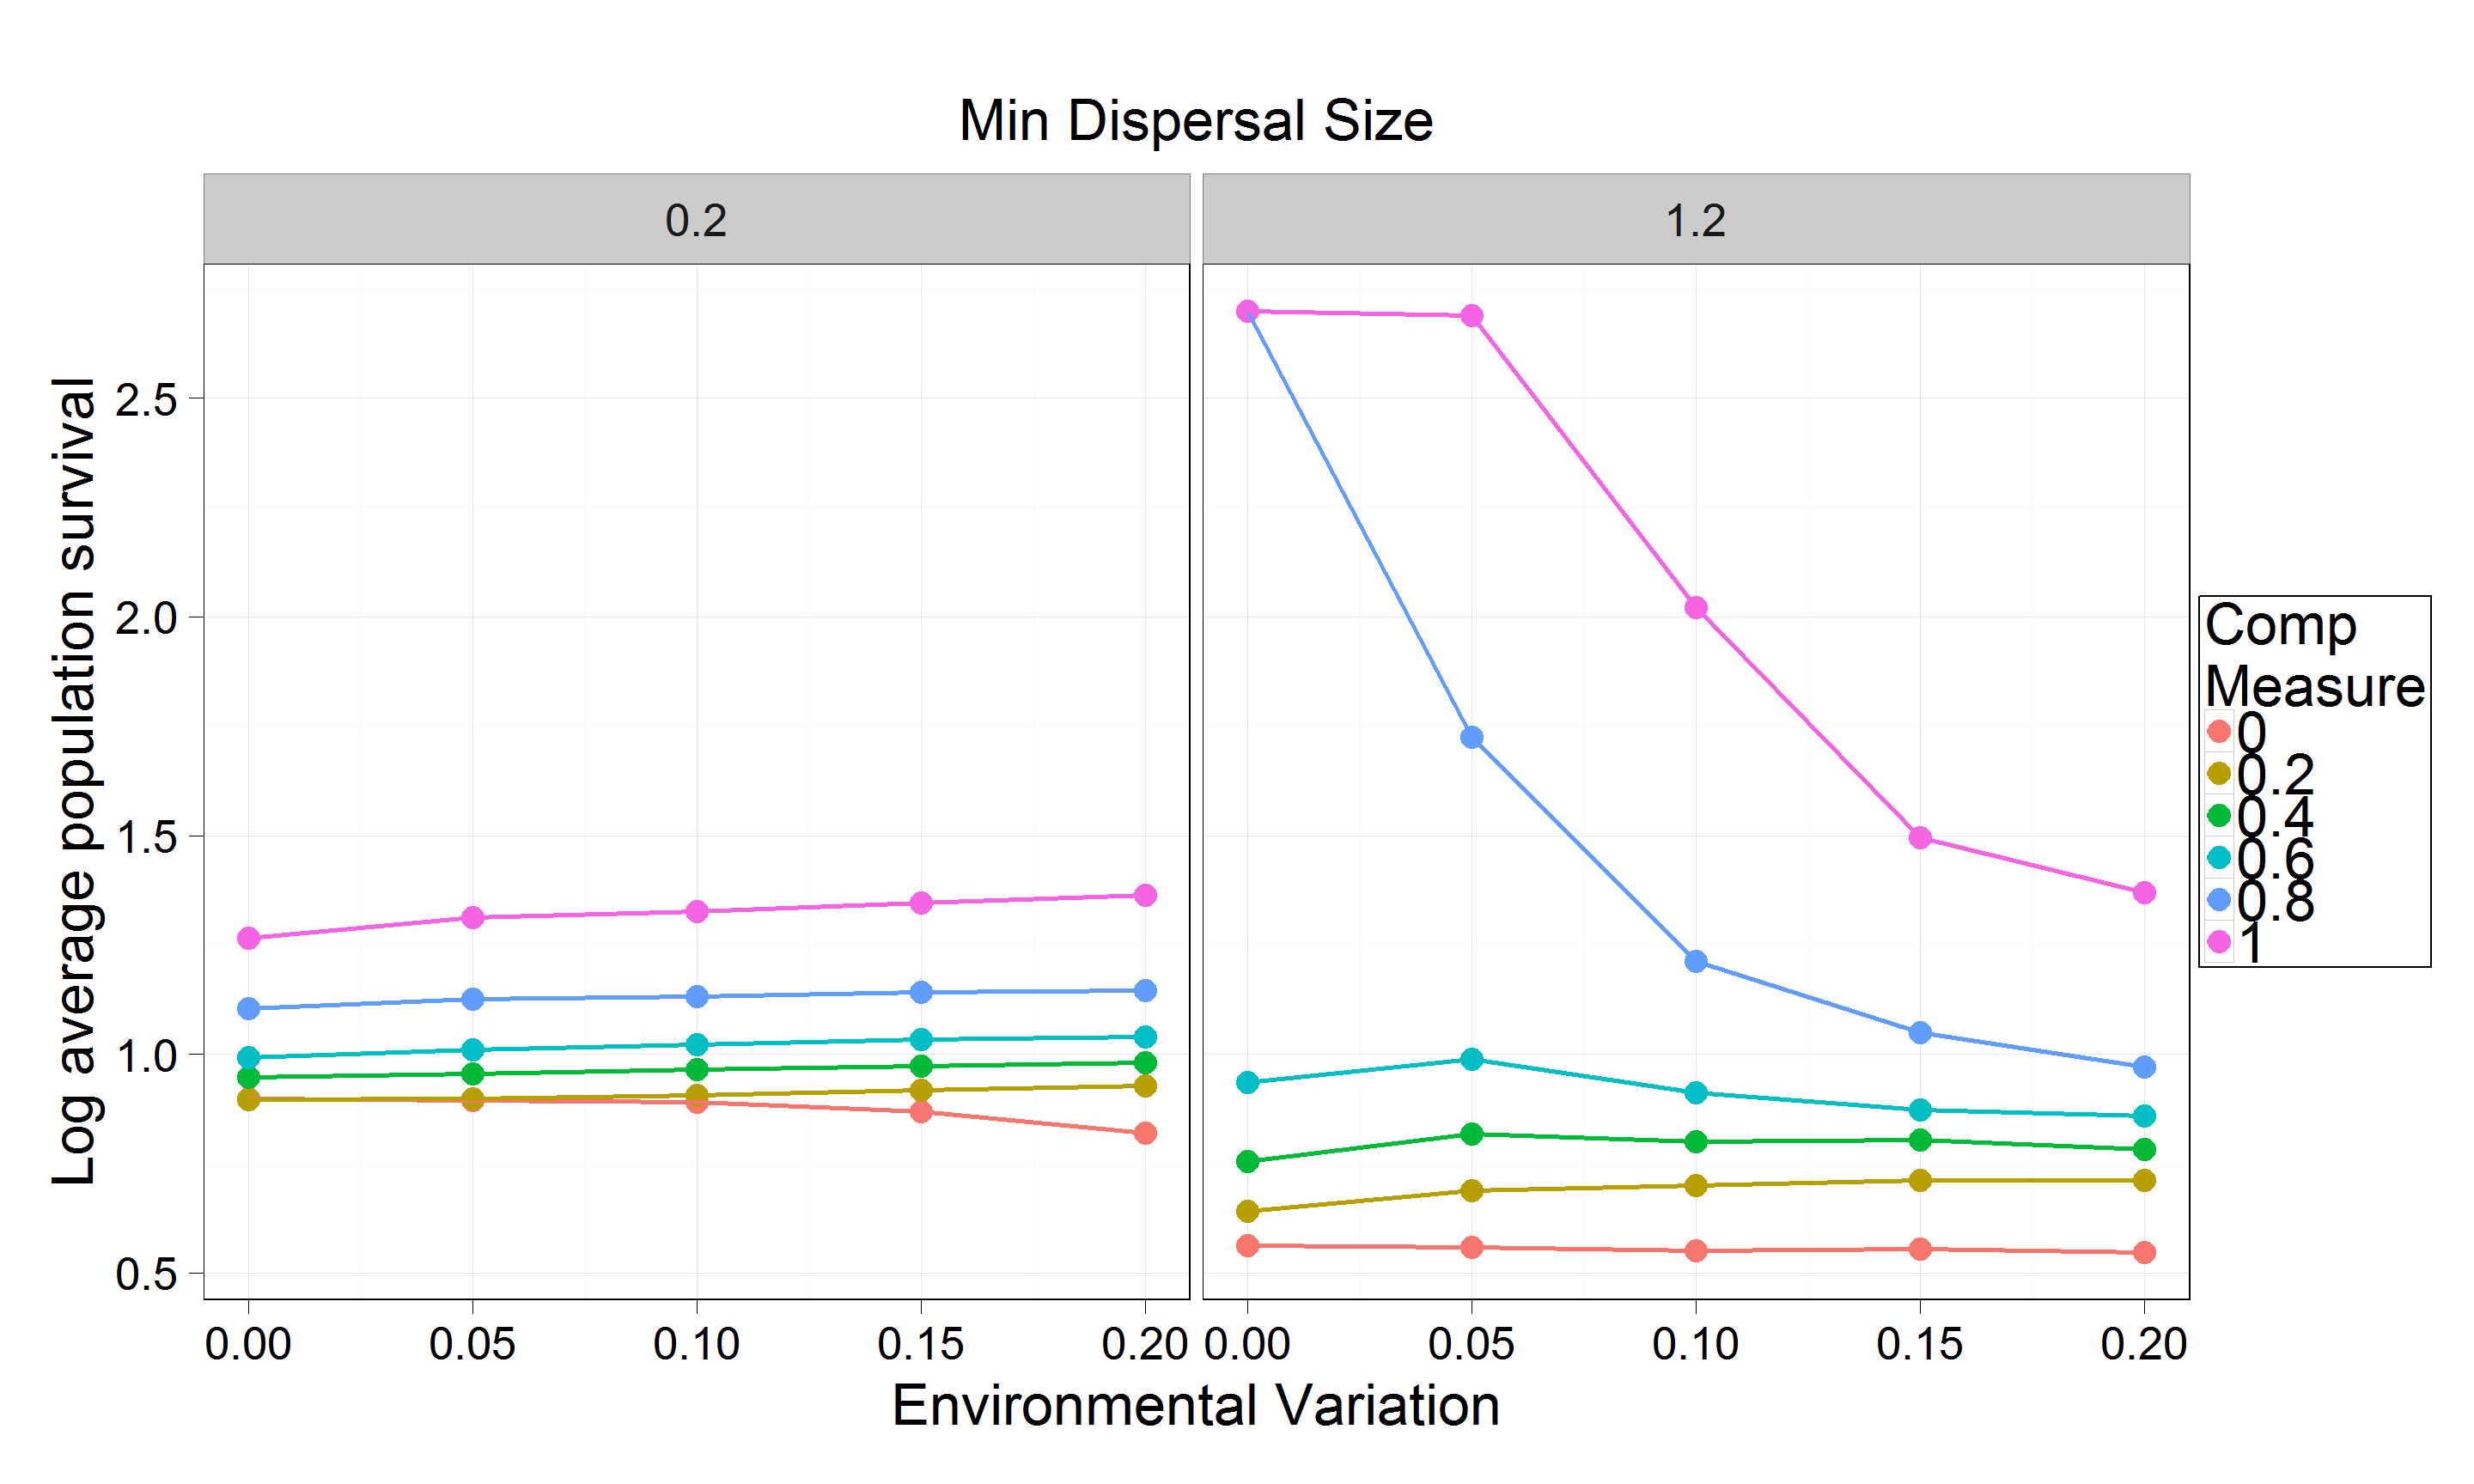 Min Dispersal Size
0.2
1.2
Log average population survival
2.5
2.0
1.5
1.0
0.5
0.00 0.05 0.10 0.15 0.20
0.00 0.05 0.10 0.15 0.20
Environmental Variation
Comp
Measure
0
0.2
0.4
0.6
0.8
1